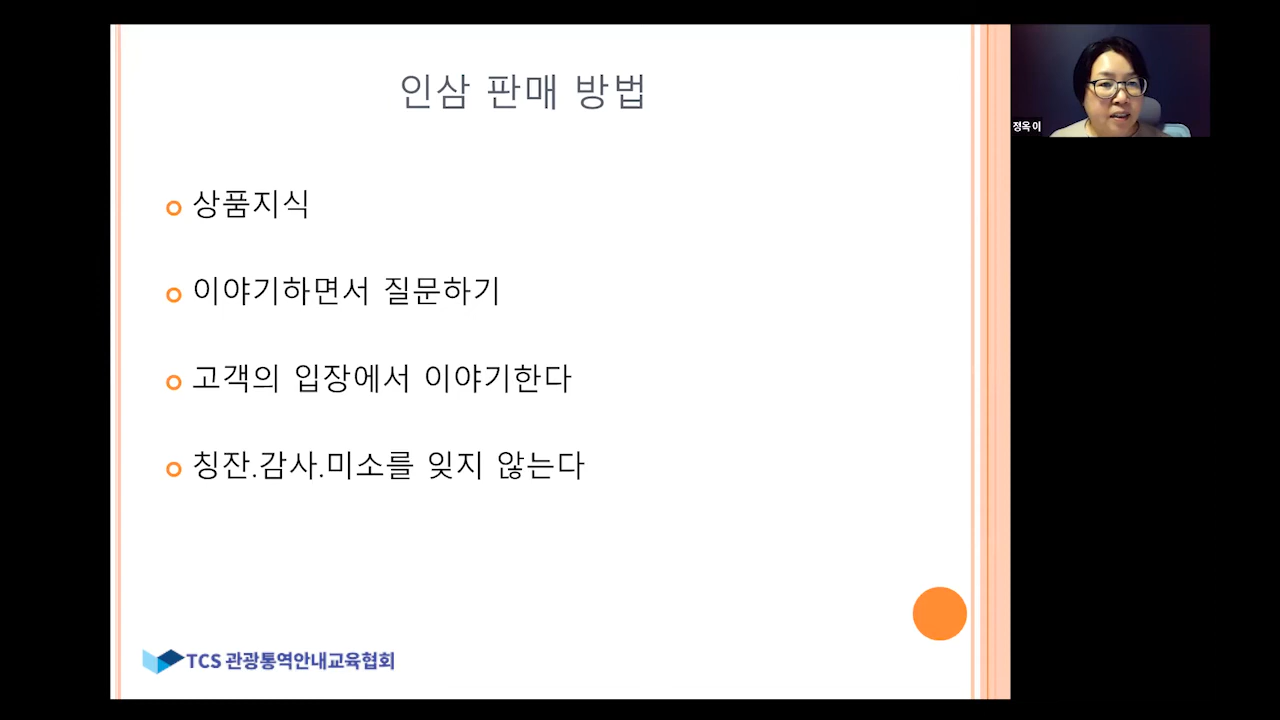 인삼 판매 방법
상품지식
이야기하면서 질문하기
고객의 입장에서 이야기한다
칭잔.감사.미소를 잊지 않는다
TCS 관광통역안내교육협회
정옥 이